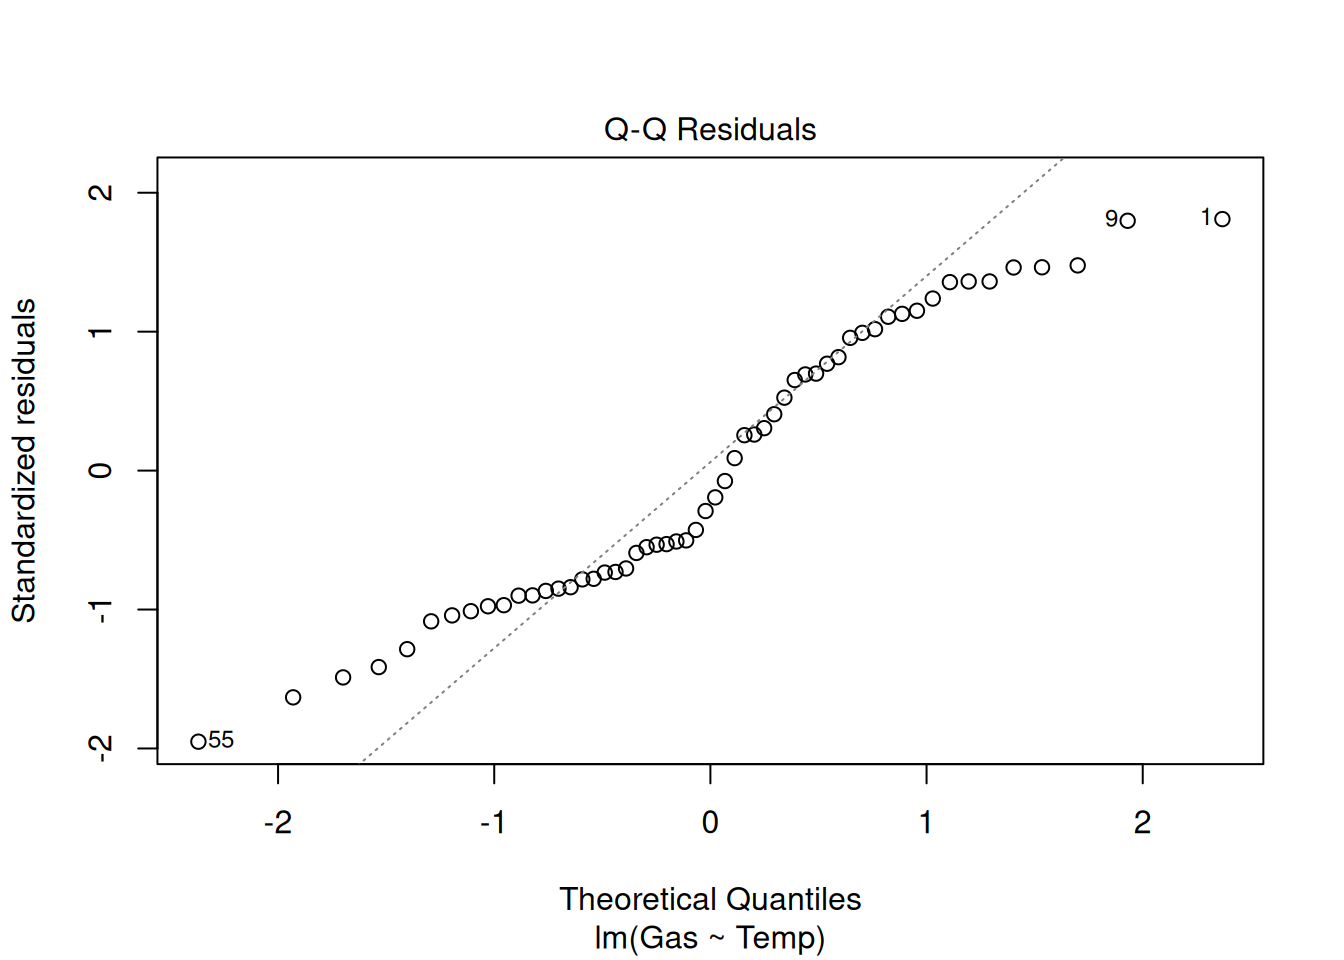 Q-Q Residuals
2
1
0
-1
-2
Standardized residuals
9
1
55
-2 -1 0 1 2
Theoretical Quantiles
lm(Gas ~ Temp)